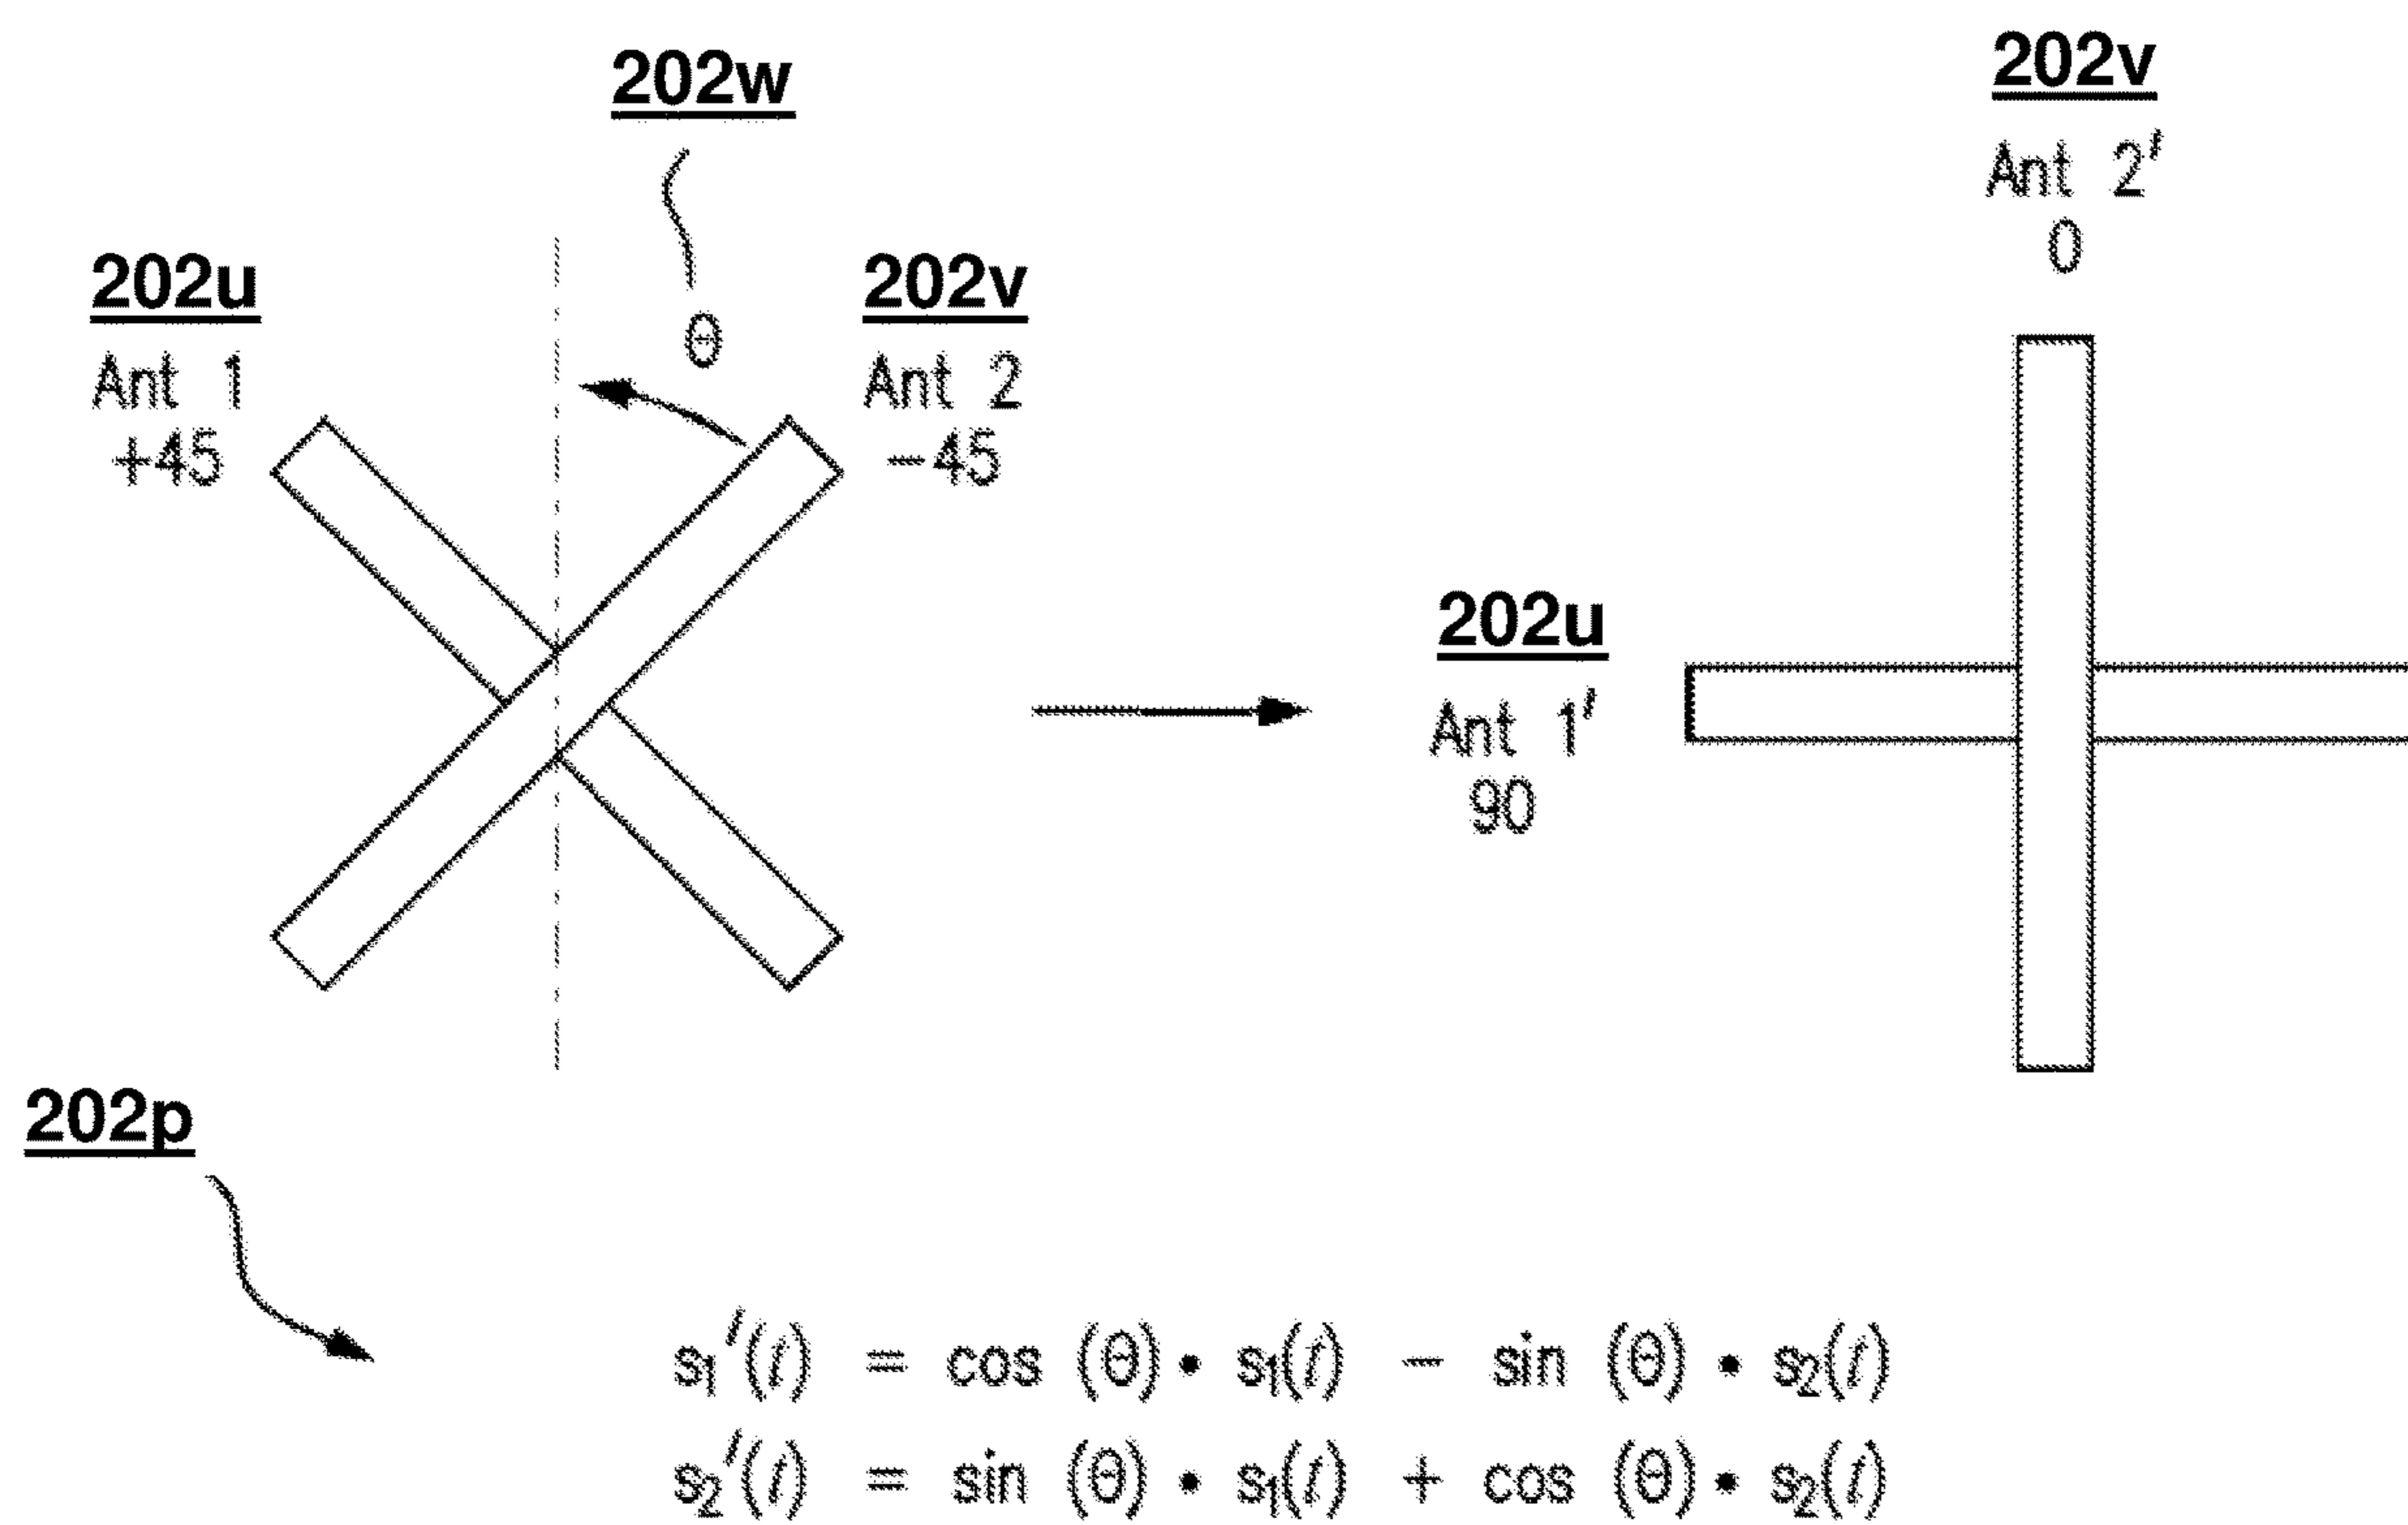 202w
202v
Ant 2′
0
202u
Ant 1
+45
θ
202v
Ant 2
−45
202u
Ant 1′
90
202p
s₁′(t) = cos (θ) • s₁(t) − sin (θ) • s₂(t)
s₂′(t) = sin (θ) • s₁(t) + cos (θ) • s₂(t)